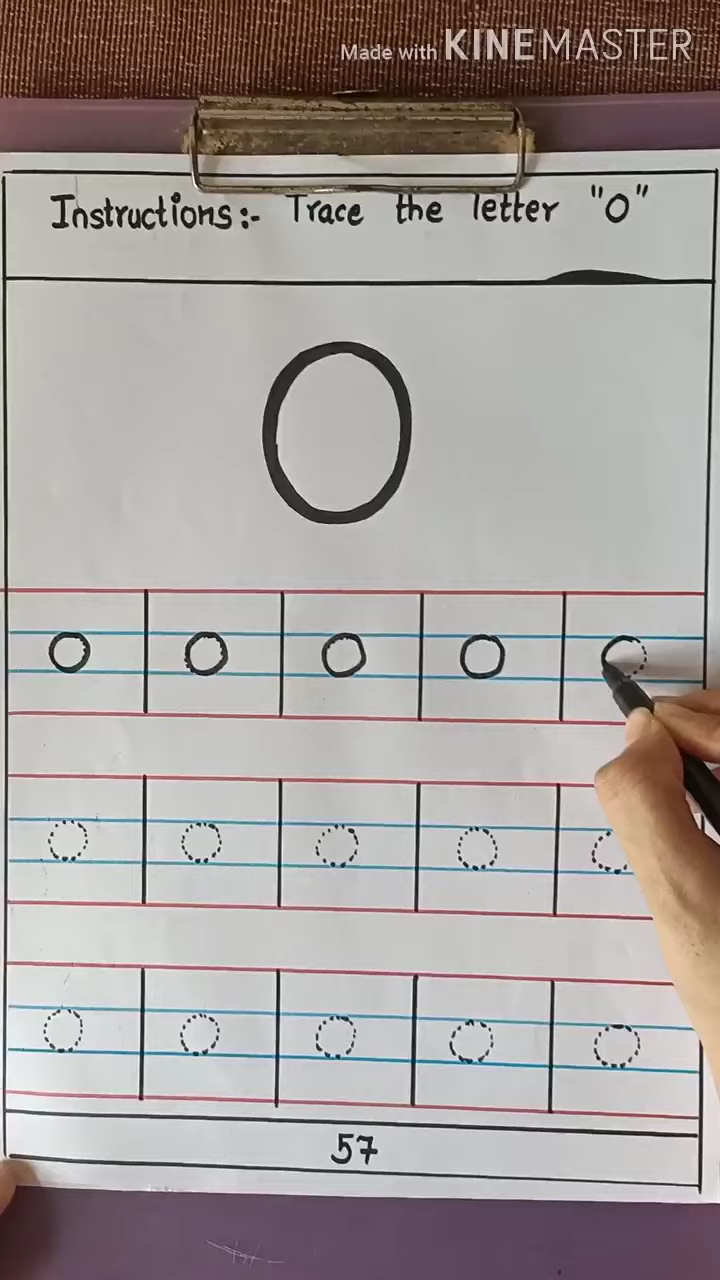 Made with KINEMASTER
Instructions:- Trace the letter "O"
O
o o o o o
o o o o o
o o o o o
57